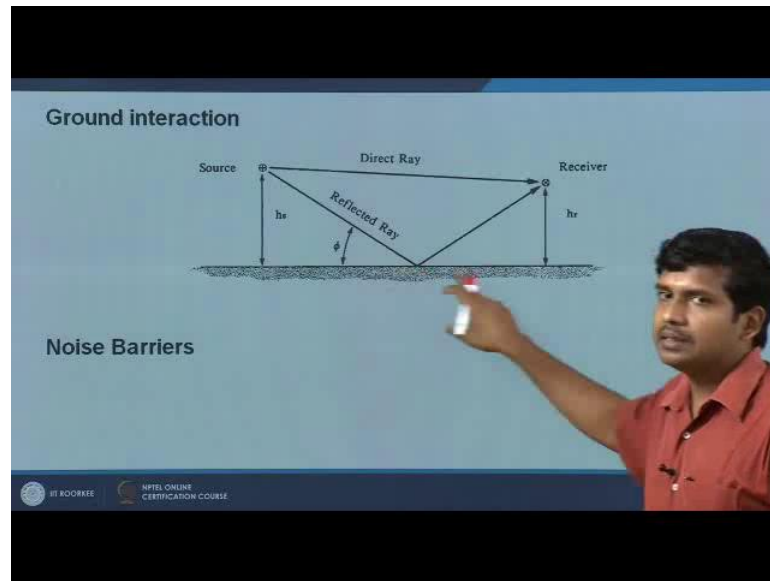 Ground interaction
Source
Direct Ray
Receiver
Reflected Ray
hs
ϕ
hr
Noise Barriers
IIT ROORKEE
NPTEL ONLINE
CERTIFICATION COURSE